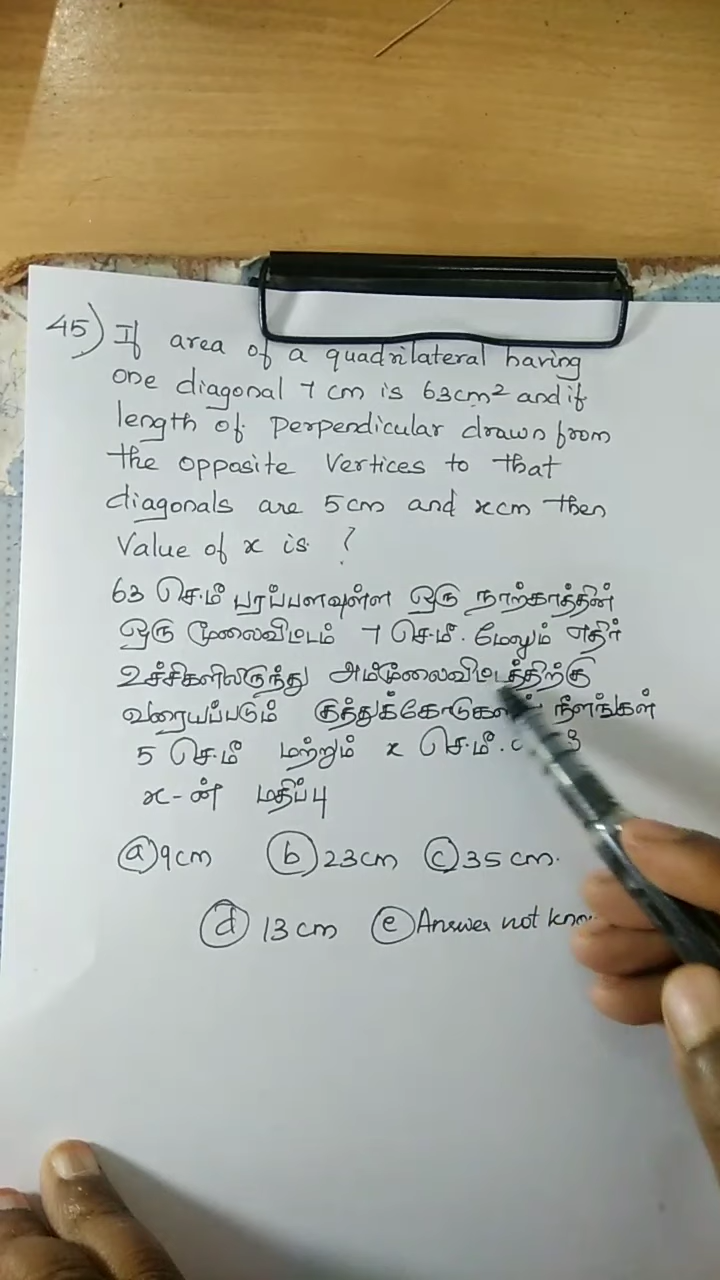 45) If area of a quadrilateral having
one diagonal 7 cm is 63cm² and if
length of perpendicular drawn from
the opposite vertices to that
diagonals are 5cm and xcm then
Value of x is ?
63 செ.மீ பரப்பளவுள்ள ஒரு நாற்காத்தின்
ஒரு மூலைவிட்டம் 7 செ.மீ. மேலும் எதிர்
உச்சிகளிலிருந்து அம்மூலைவிட்டத்திற்கு
வரையப்படும் குத்துக்கோடுகளின் நீளங்கள்
5 செ.மீ மற்றும் x செ.மீ.
x-ன் மதிப்பு
(a) 9cm (b) 23cm (c) 35 cm.
(d) 13cm (e) Answer not